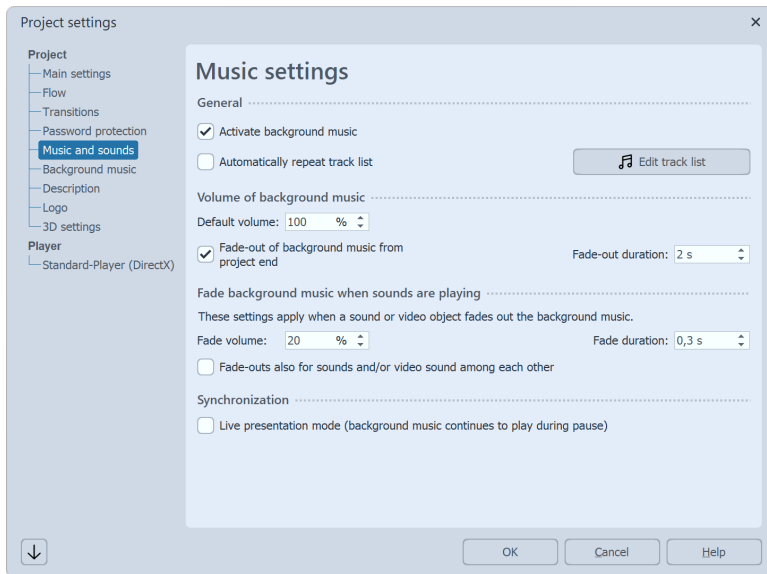 Project settings
Project
Main settings
Flow
Transitions
Password protection
Music and sounds
Background music
Description
Logo
3D settings
Player
Standard-Player (DirectX)
Music settings
General
Activate background music
Automatically repeat track list
Edit track list
Volume of background music
Default volume: 100 %
Fade-out of background music from
project end
Fade-out duration: 2 s
Fade background music when sounds are playing
These settings apply when a sound or video object fades out the background music.
Fade volume: 20 %
Fade duration: 0,3 s
Fade-outs also for sounds and/or video sound among each other
Synchronization
Live presentation mode (background music continues to play during pause)
OK
Cancel
Help